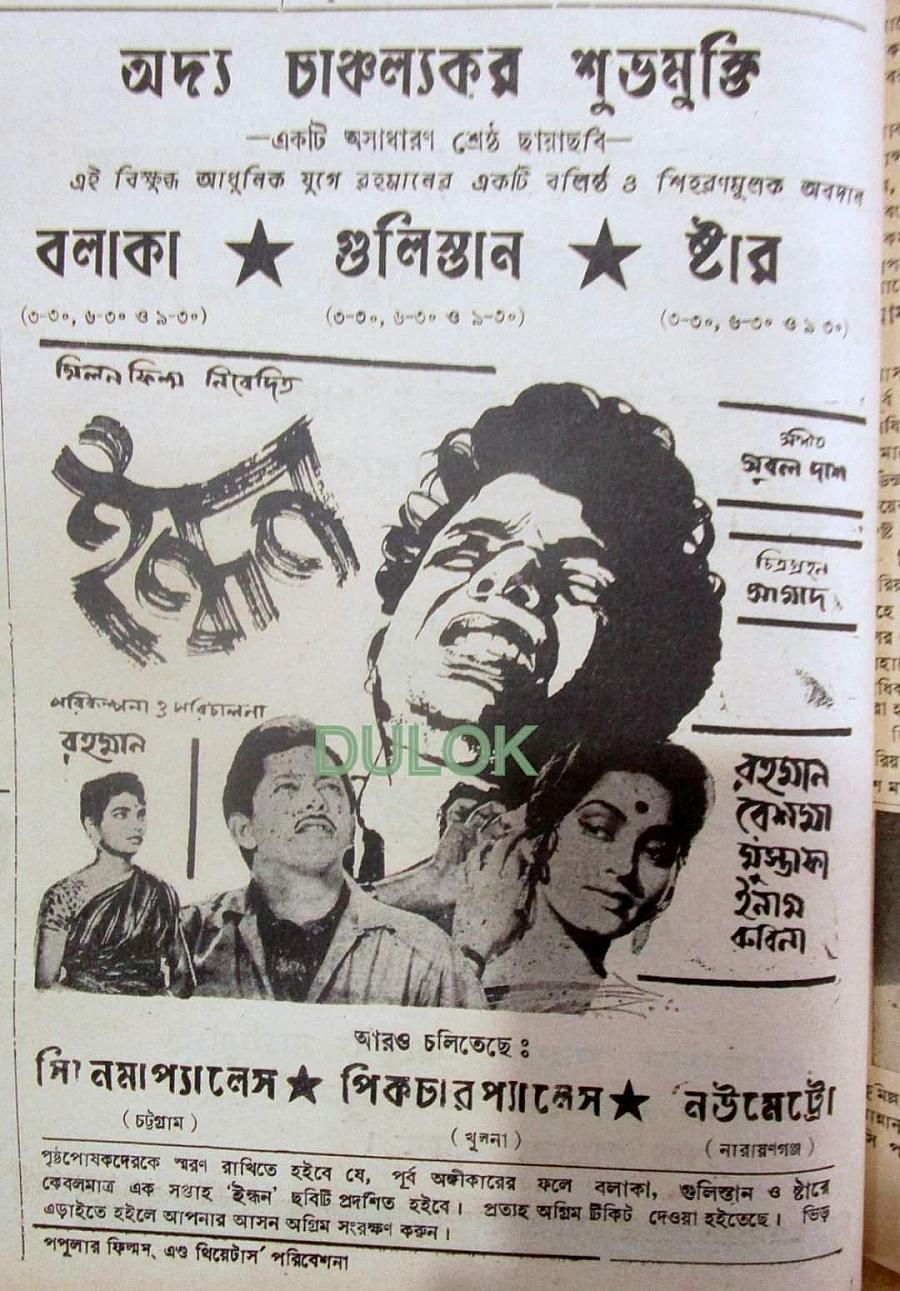 অদ্য চাঞ্চল্যকর শুভমুক্তি
—একটি অসাধারণ শ্রেষ্ঠ ছায়াছবি—
এই বিক্ষুব্ধ আধুনিক যুগে রহমানের একটি বলিষ্ঠ ও শিহরণমূলক অবদান
বলাকা ★ গুলিস্তান ★ ষ্টার
(৩-৩০, ৬-৩০ ও ৯-৩০) (৩-৩০, ৬-৩০ ও ৯-৩০) (৩-৩০, ৬-৩০ ও ৯ ৩০)
মিলন ফিল্ম নিবেদিত
ইন্ধন
সংগীত
সুবল দাশ
চিত্রগ্রহন
পরিকল্পনা ও পরিচালনা
রহমান
DULOK
রহমান
রেশমা
মুস্তাফা
ইনাম
রুবিনা
আরও চলিতেছে :
সিনেমাপ্যালেস ★ পিকচারপ্যালেস ★ নিউমেট্রো
(চট্টগ্রাম) (খুলনা) (নারায়ণগঞ্জ)
পৃষ্ঠপোষকদেরকে স্মরণ রাখিতে হইবে যে, পূর্ব অঙ্গীকারের ফলে বলাকা, গুলিস্তান ও ষ্টারে
কেবলমাত্র এক সপ্তাহ 'ইন্ধন' ছবিটি প্রদর্শিত হইবে। প্রত্যহ অগ্রিম টিকিট দেওয়া হইতেছে। ভিড়
এড়াইতে হইলে আপনার আসন অগ্রিম সংরক্ষণ করুন।
পপুলার ফিল্মস্ এণ্ড থিয়েটার্স পরিবেশনা